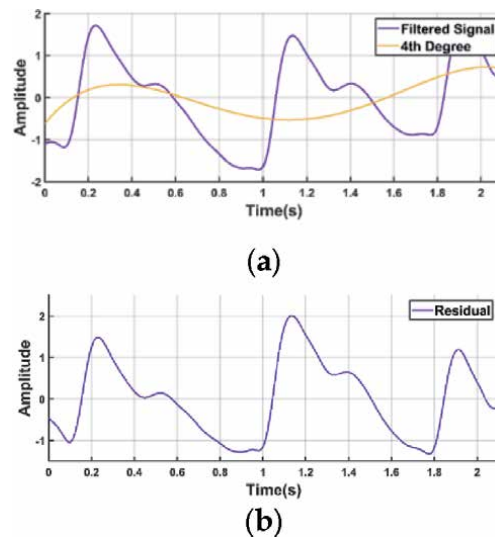 2
1
0
-1
-2
Amplitude
Filtered Signal
4th Degree
0 0.2 0.4 0.6 0.8 1 1.2 1.4 1.6 1.8 2
Time(s)
(a)
2
1
0
-1
Amplitude
Residual
0 0.2 0.4 0.6 0.8 1 1.2 1.4 1.6 1.8 2
Time(s)
(b)